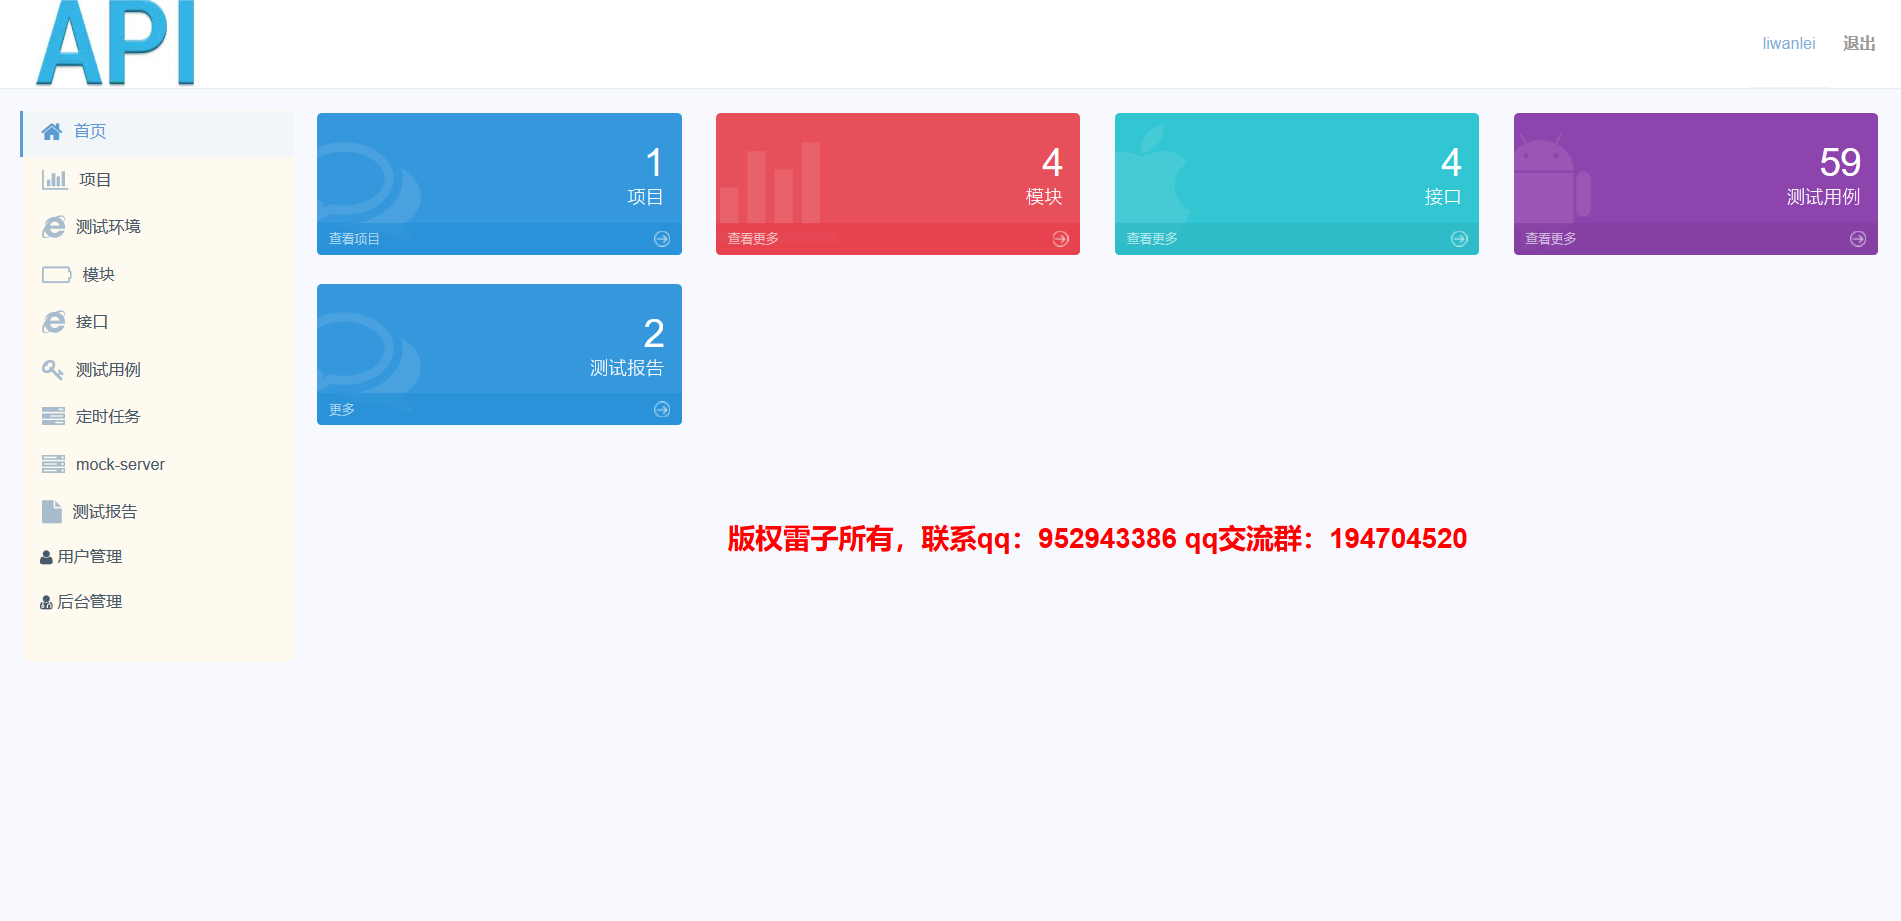 API
liwanlei 退出
首页
项目
测试环境
模块
接口
测试用例
定时任务
mock-server
测试报告
用户管理
后台管理
1
项目
查看项目
4
模块
查看更多
4
接口
查看更多
59
测试用例
查看更多
2
测试报告
更多
版权雷子所有，联系qq：952943386 qq交流群：194704520